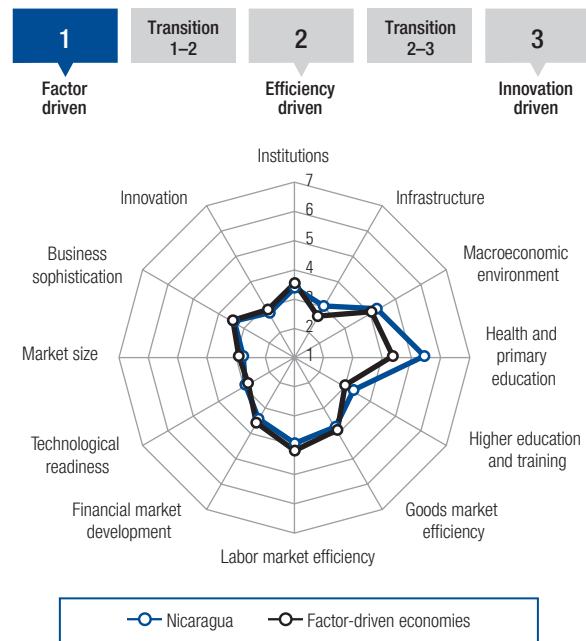 1
Transition
1–2
2
Transition
2–3
3
Factor
driven
Efficiency
driven
Innovation
driven
Institutions
7
Innovation
Infrastructure
6
5
Business
sophistication
Macroeconomic
environment
4
3
2
Market size
1
Health and
primary
education
Technological
readiness
Higher education
and training
Financial market
development
Goods market
efficiency
Labor market efficiency
Nicaragua
Factor-driven economies